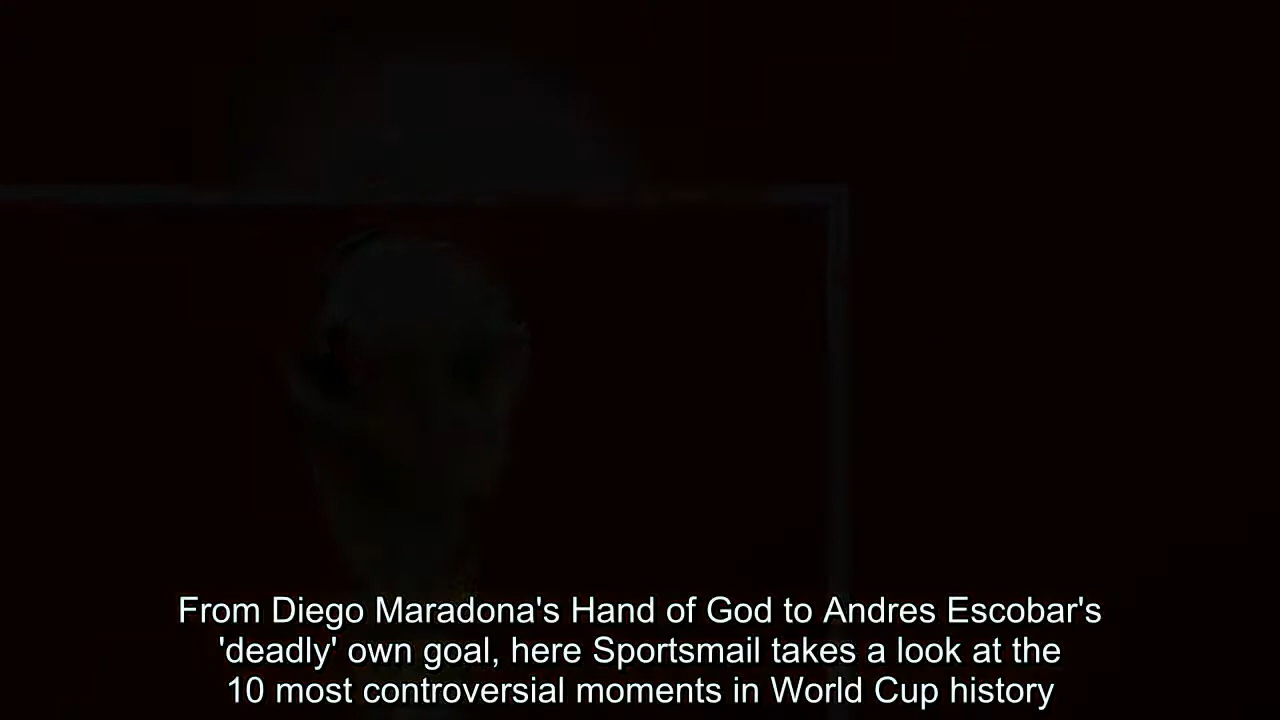 From Diego Maradona's Hand of God to Andres Escobar's
'deadly' own goal, here Sportsmail takes a look at the
10 most controversial moments in World Cup history